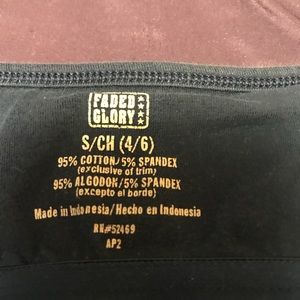 FADED
GLORY
S/CH (4/6)
95% COTTON/5% SPANDEX
(exclusive of trim)
95% ALGODON/5% SPANDEX
(excepto el borde)
Made in Indonesia/Hecho en Indonesia
RN#52469
AP2